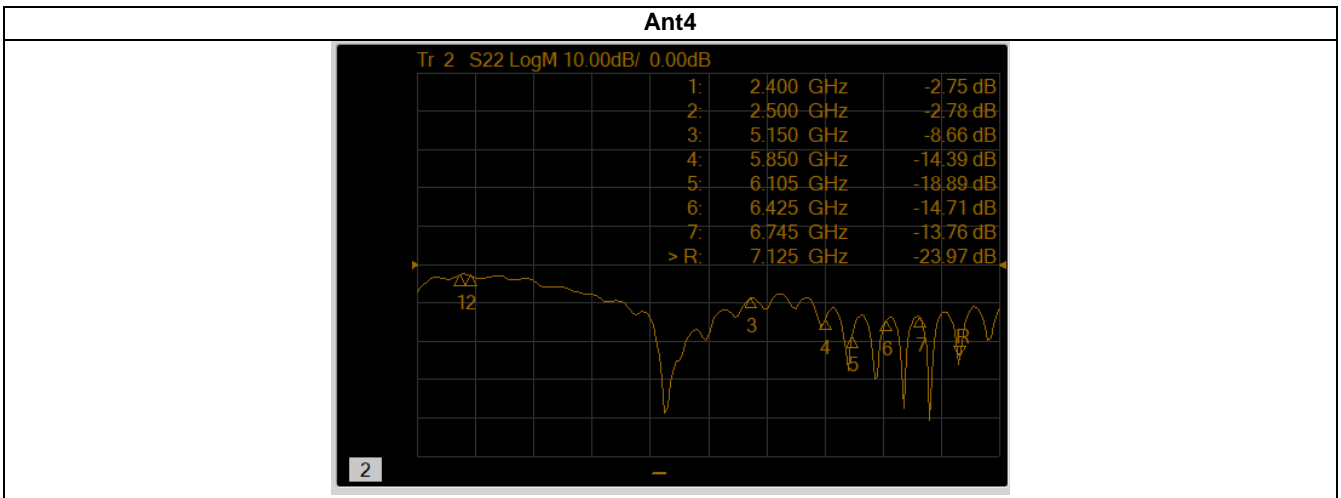 Ant4
Tr 2 S22 LogM 10.00dB/ 0.00dB
1: 2.400 GHz -2.75 dB
2: 2.500 GHz -2.78 dB
3: 5.150 GHz -8.66 dB
4: 5.850 GHz -14.39 dB
5: 6.105 GHz -18.89 dB
6: 6.425 GHz -14.71 dB
7: 6.745 GHz -13.76 dB
> R: 7.125 GHz -23.97 dB
12
3
4
5
6
7
R
2